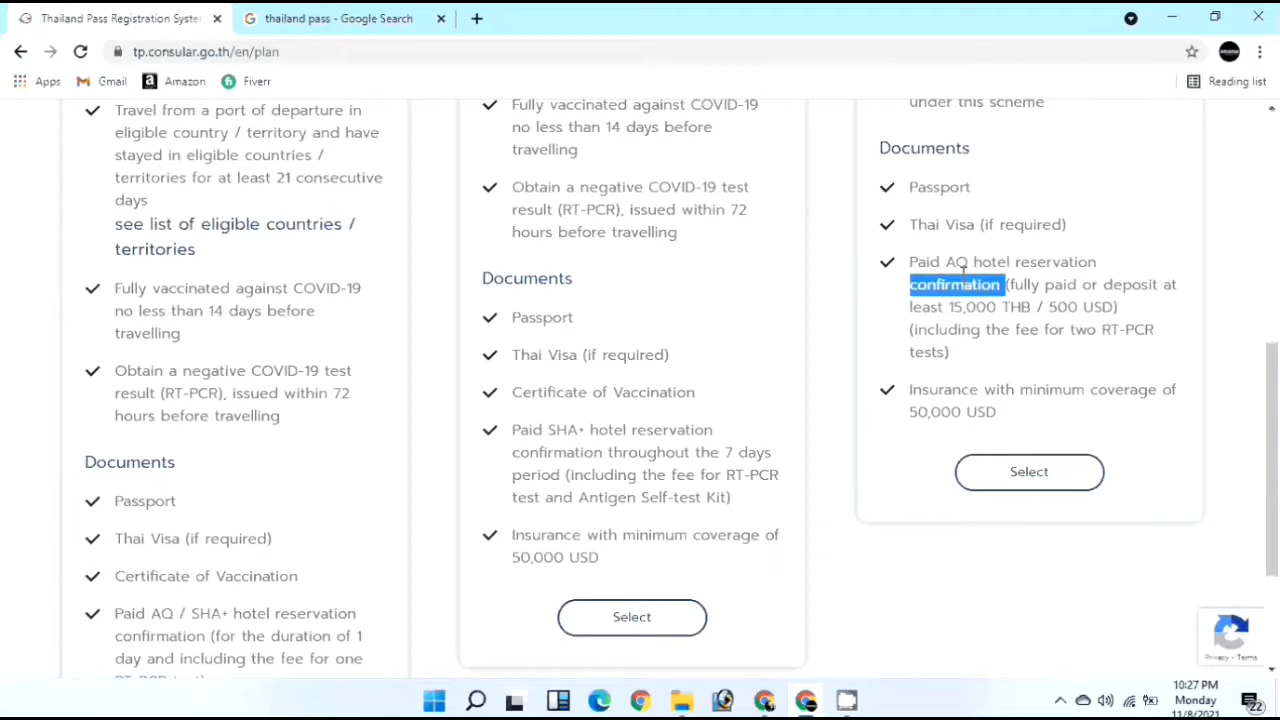 Thailand Pass Registration Syste
thailand pass - Google Search
tp.consular.go.th/en/plan
Apps
Gmail
Amazon
Fiverr
Reading list
Travel from a port of departure in
eligible country / territory and have
stayed in eligible countries /
territories for at least 21 consecutive
days
see list of eligible countries /
territories
Fully vaccinated against COVID-19
no less than 14 days before
travelling
Obtain a negative COVID-19 test
result (RT-PCR), issued within 72
hours before travelling
Documents
Passport
Thai Visa (if required)
Certificate of Vaccination
Paid AQ / SHA+ hotel reservation
confirmation (for the duration of 1
day and including the fee for one
RT-PCR test)
Fully vaccinated against COVID-19
no less than 14 days before
travelling
Obtain a negative COVID-19 test
result (RT-PCR), issued within 72
hours before travelling
Documents
Passport
Thai Visa (if required)
Certificate of Vaccination
Paid SHA+ hotel reservation
confirmation throughout the 7 days
period (including the fee for RT-PCR
test and Antigen Self-test Kit)
Insurance with minimum coverage of
50,000 USD
Select
under this scheme
Documents
Passport
Thai Visa (if required)
Paid AQ hotel reservation
confirmation (fully paid or deposit at
least 15,000 THB / 500 USD)
(including the fee for two RT-PCR
tests)
Insurance with minimum coverage of
50,000 USD
Select
Privacy - Terms
10:27 PM
Monday
11/8/2021
22